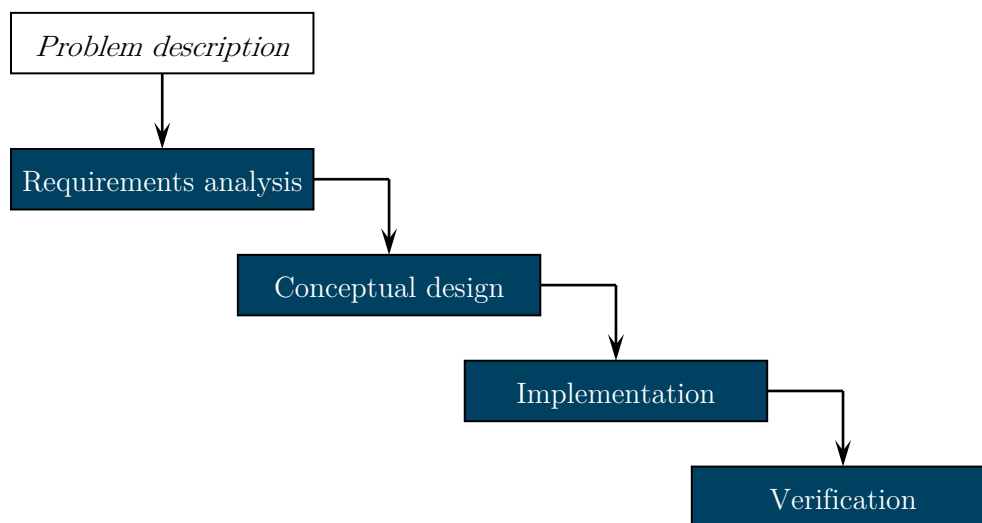 Problem description
Requirements analysis
Conceptual design
Implementation
Verification